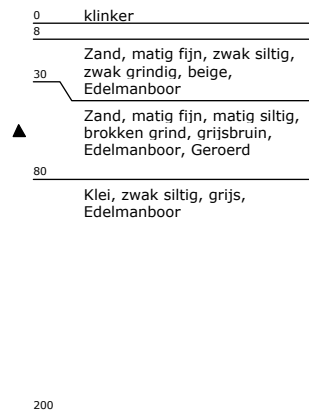 0 klinker
8
Zand, matig fijn, zwak siltig,
zwak grindig, beige,
30
Edelmanboor
Zand, matig fijn, matig siltig,
brokken grind, grijsbruin,
Edelmanboor, Geroerd
80
Klei, zwak siltig, grijs,
Edelmanboor
200